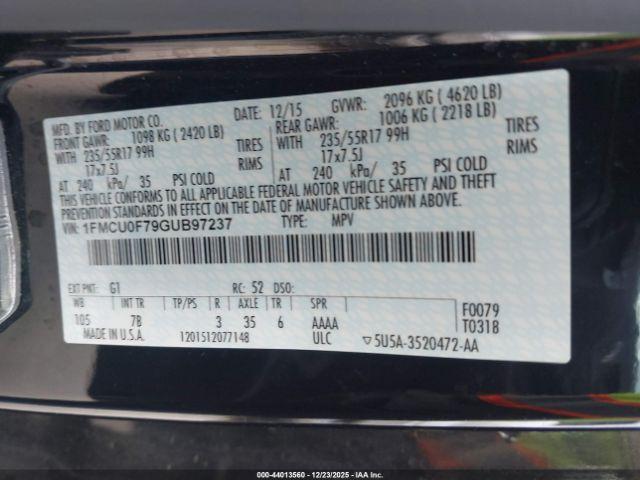 MFD. BY FORD MOTOR CO. DATE: 12/15 GVWR: 2096 KG ( 4620 LB)
FRONT GAWR: 1098 KG ( 2420 LB) REAR GAWR: 1006 KG ( 2218 LB)
WITH 235/55R17 99H TIRES WITH 235/55R17 99H TIRES
17x7.5J RIMS 17x7.5J RIMS
AT 240 kPa/ 35 PSI COLD AT 240 kPa/ 35 PSI COLD
THIS VEHICLE CONFORMS TO ALL APPLICABLE FEDERAL MOTOR VEHICLE SAFETY AND THEFT
PREVENTION STANDARDS IN EFFECT ON THE DATE OF MANUFACTURE SHOWN ABOVE.
VIN: 1FMCU0F79GUB97237 TYPE: MPV
EXT PNT: G1 RC: 52 DSO:
WB INT TR TP/PS R AXLE TR SPR F0079
105 7B 3 35 6 AAAA T0318
MADE IN U.S.A. 1201512077148 ULC ▽5U5A-3520472-AA
000-44013560 - 12/23/2025 - IAA, Inc.